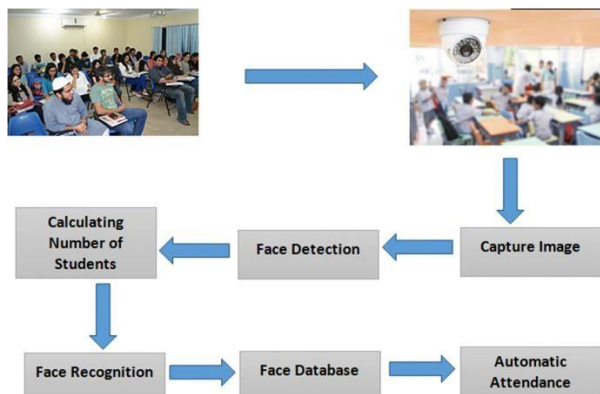 Capture Image
Face Detection
Calculating
Number of
Students
Face Recognition
Face Database
Automatic
Attendance